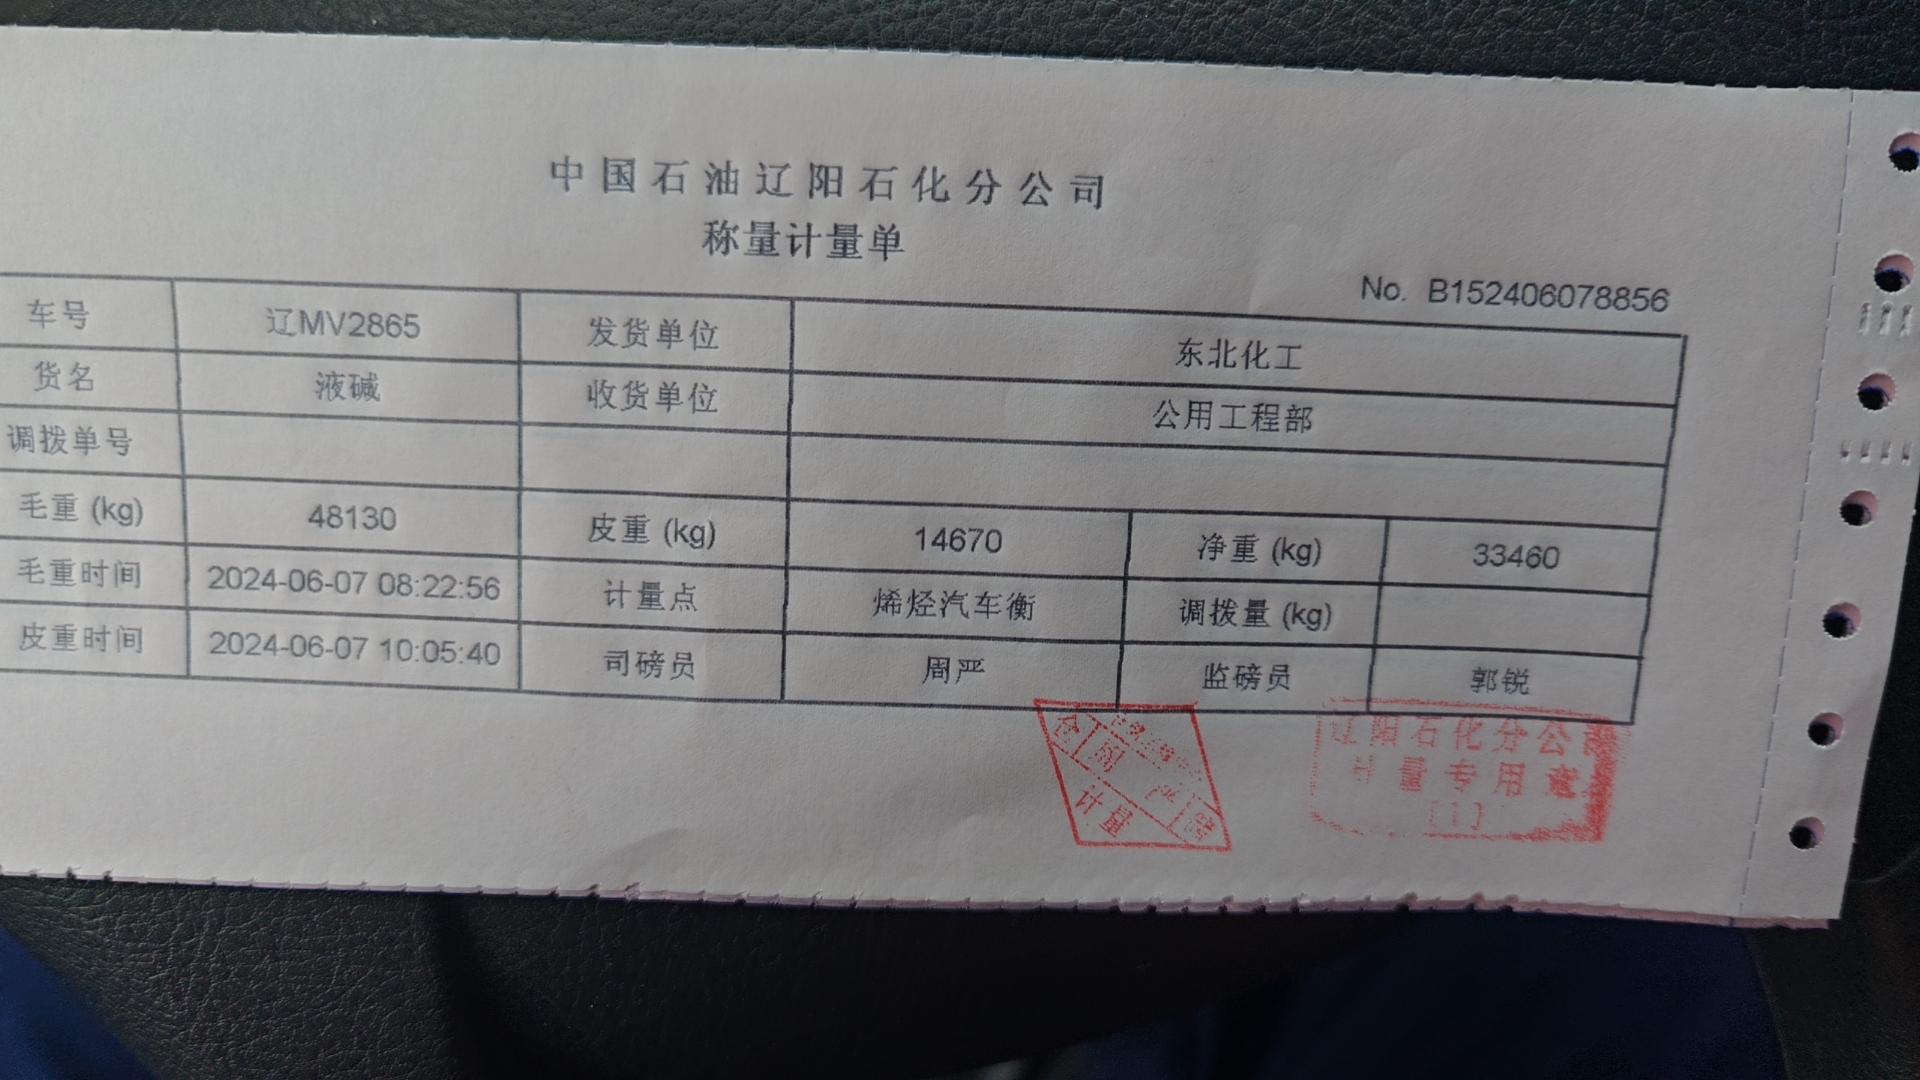 中国石油辽阳石化分公司
称量计量单
No. B152406078856
车号 辽MV2865 发货单位 东北化工
货名 液碱 收货单位 公用工程部
调拨单号
毛重 (kg) 48130 皮重 (kg) 14670 净重 (kg) 33460
毛重时间 2024-06-07 08:22:56 计量点 烯烃汽车衡 调拨量 (kg)
皮重时间 2024-06-07 10:05:40 司磅员 周严 监磅员 郭锐
辽阳石化分公司
计量专用章
(1)
计量